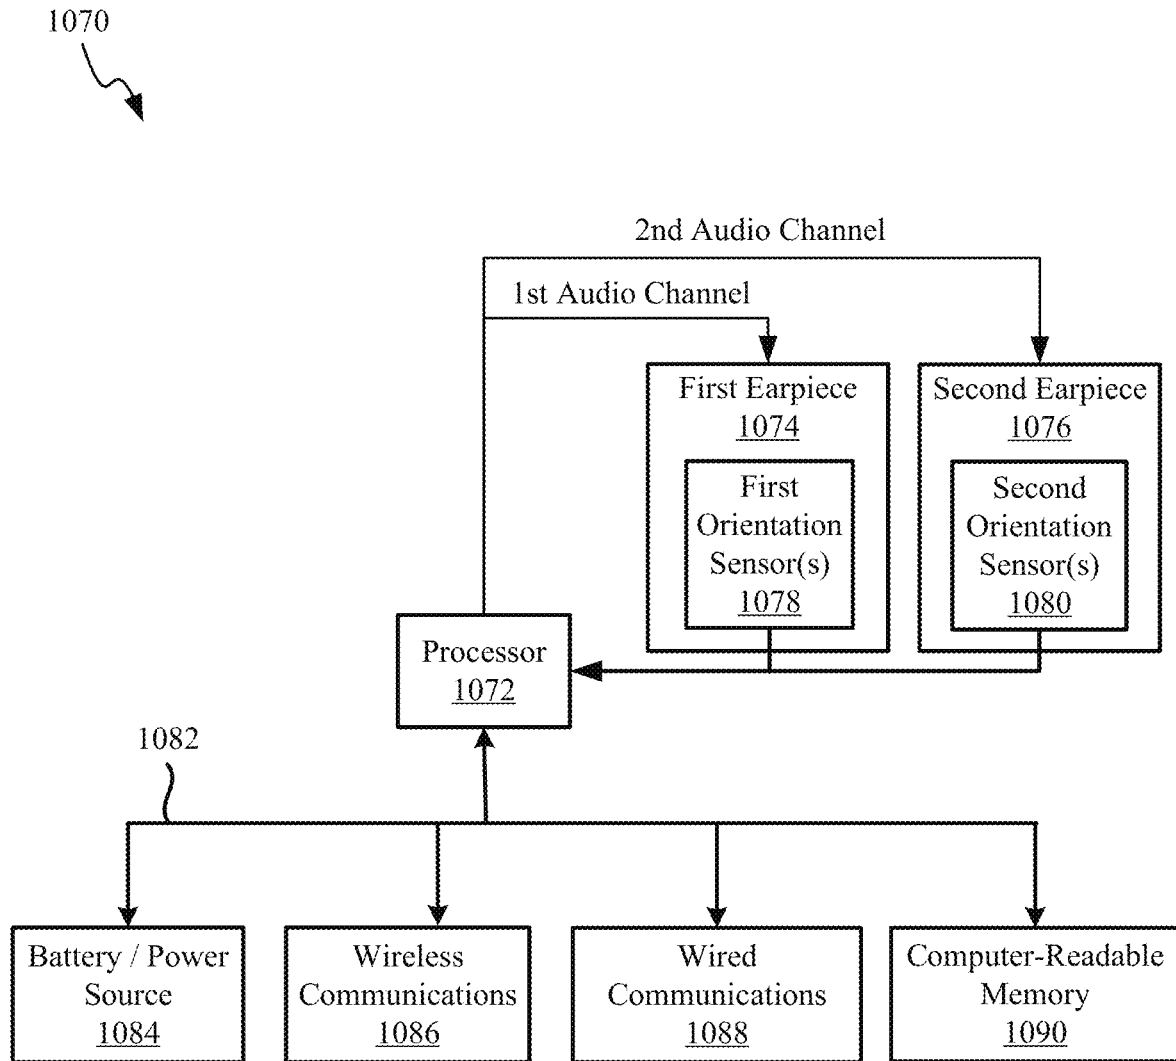 1070
2nd Audio Channel
1st Audio Channel
First Earpiece
1074
First
Orientation
Sensor(s)
1078
Second Earpiece
1076
Second
Orientation
Sensor(s)
1080
Processor
1072
1082
Battery / Power
Source
1084
Wireless
Communications
1086
Wired
Communications
1088
Computer-Readable
Memory
1090